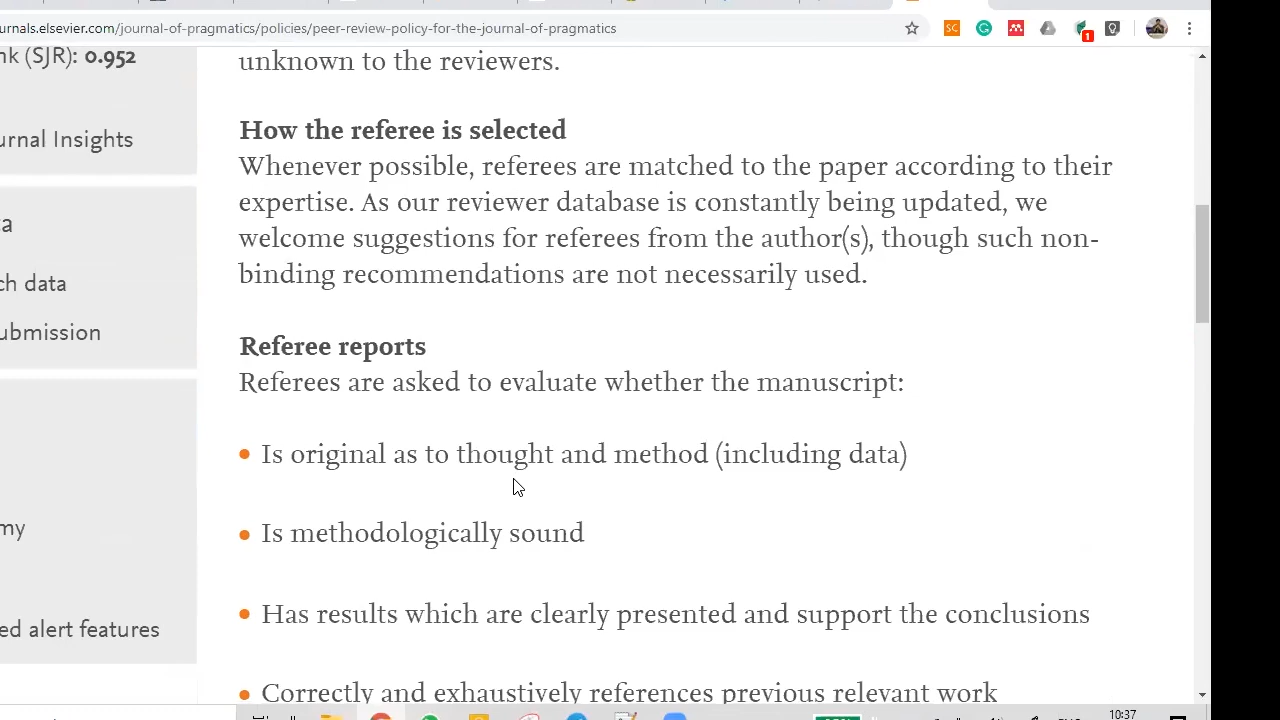 urnals.elsevier.com/journal-of-pragmatics/policies/peer-review-policy-for-the-journal-of-pragmatics
SC
1
nk (SJR): 0.952
urnal Insights
ta
ch data
ubmission
my
ed alert features
unknown to the reviewers.
How the referee is selected
Whenever possible, referees are matched to the paper according to their
expertise. As our reviewer database is constantly being updated, we
welcome suggestions for referees from the author(s), though such non-
binding recommendations are not necessarily used.
Referee reports
Referees are asked to evaluate whether the manuscript:
Is original as to thought and method (including data)
Is methodologically sound
Has results which are clearly presented and support the conclusions
Correctly and exhaustively references previous relevant work
10:37